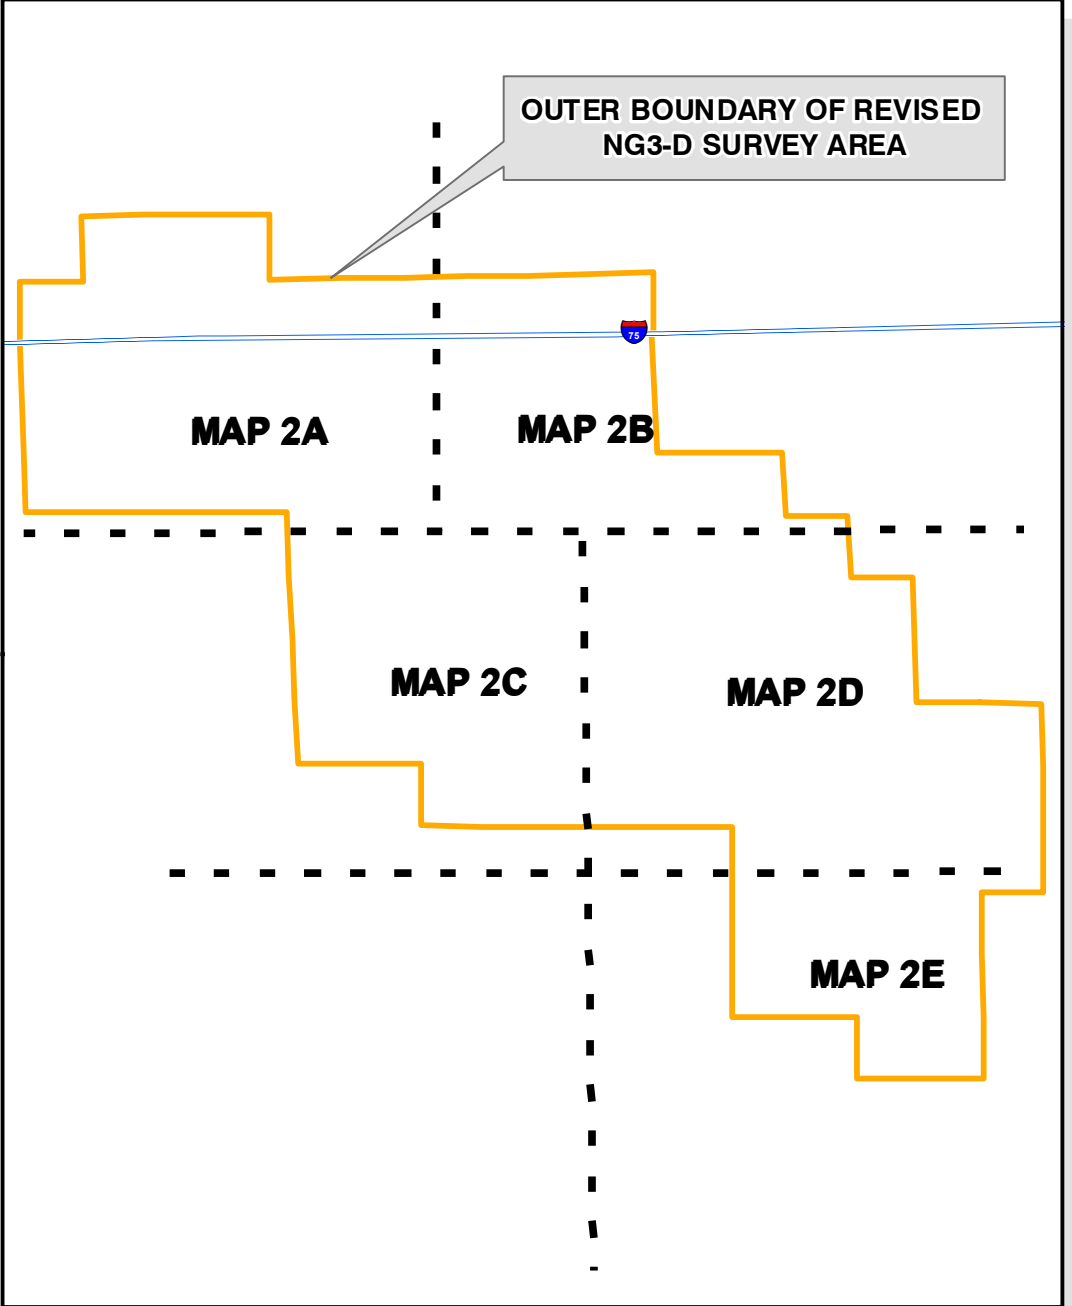 OUTER BOUNDARY OF REVISED
NG3-D SURVEY AREA
75
MAP 2A
MAP 2B
MAP 2C
MAP 2D
MAP 2E